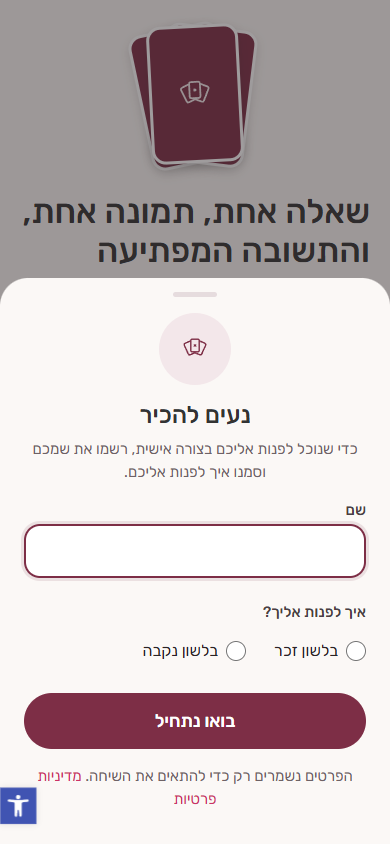 שאלה אחת, תמונה אחת,
והתשובה המפתיעה
נעים להכיר
כדי שנוכל לפנות אליכם בצורה אישית, רשמו את שמכם
וסמנו איך לפנות אליכם.
שם
איך לפנות אליך?
בלשון זכר
בלשון נקבה
בואו נתחיל
הפרטים נשמרים רק כדי להתאים את השיחה. מדיניות
פרטיות